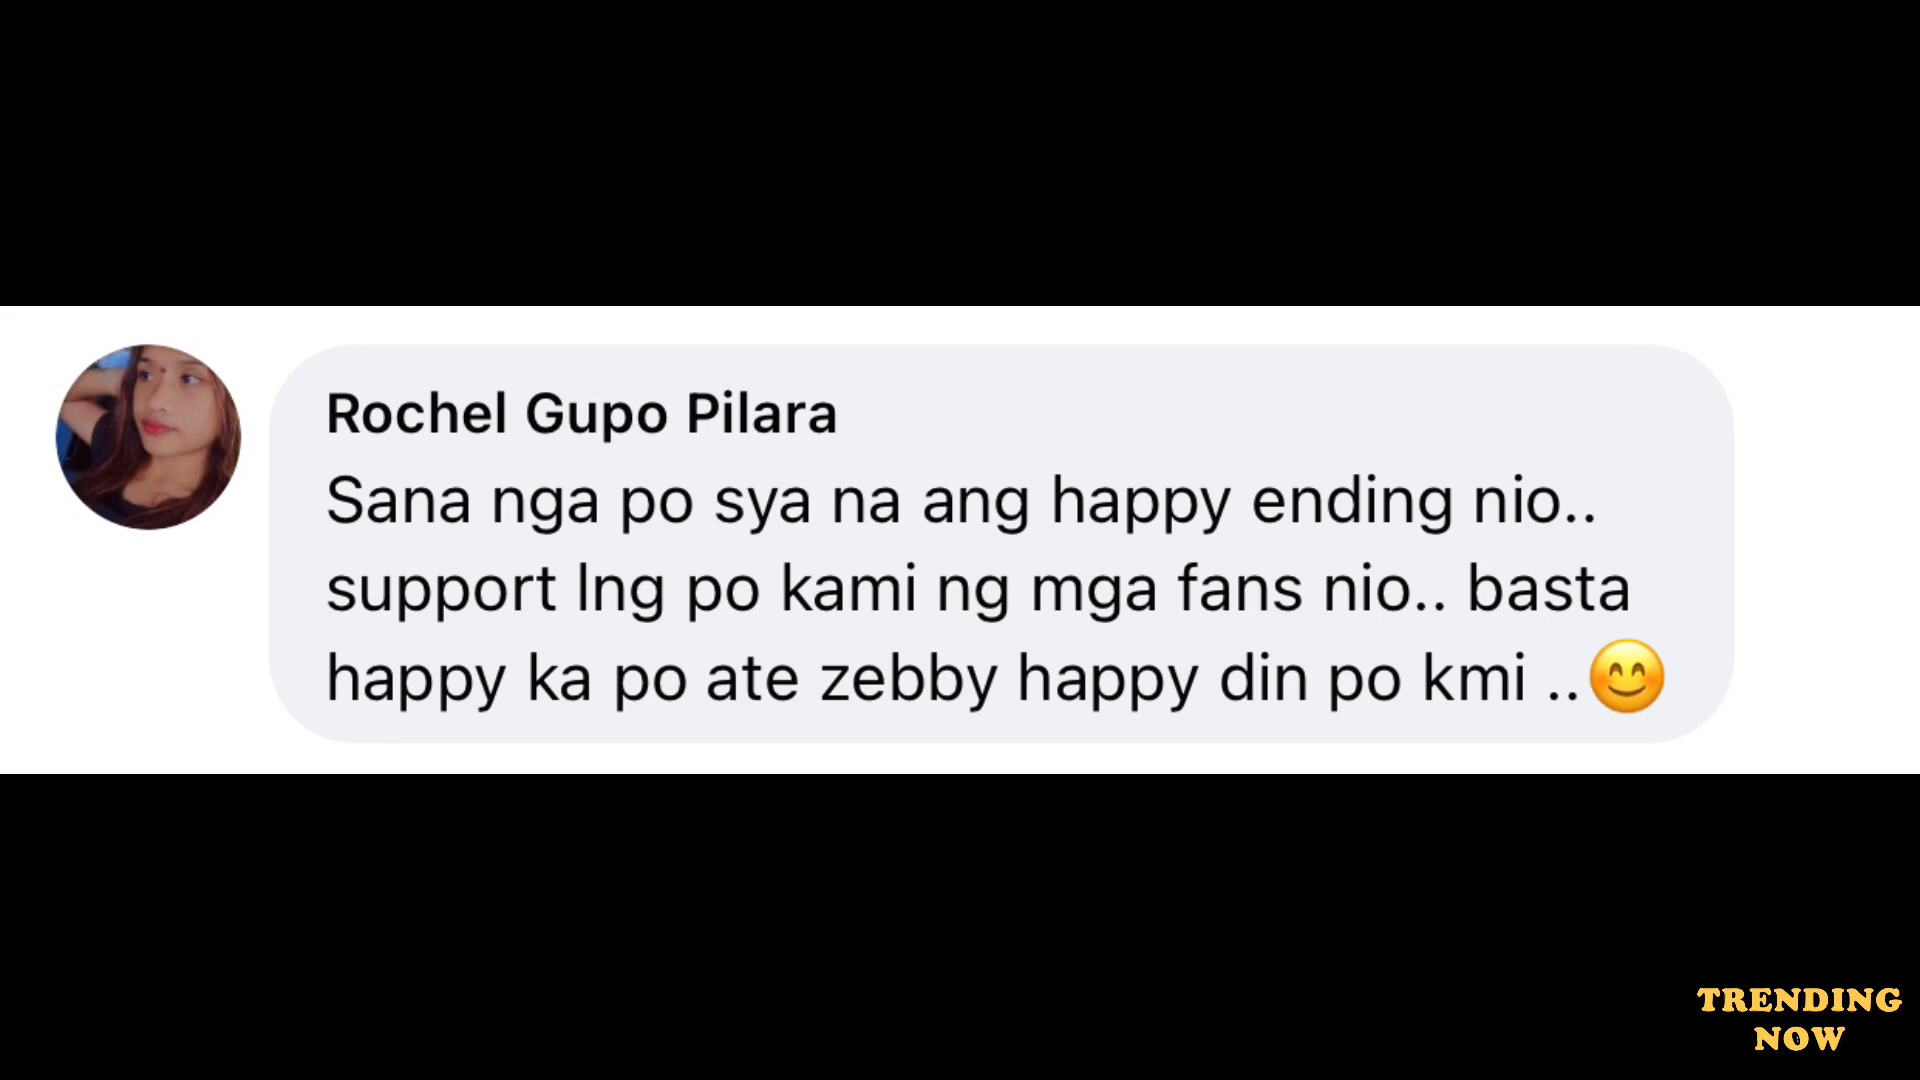 Rochel Gupo Pilara
Sana nga po sya na ang happy ending nio..
support lng po kami ng mga fans nio.. basta
happy ka po ate zebby happy din po kmi ..😊
TRENDING
NOW